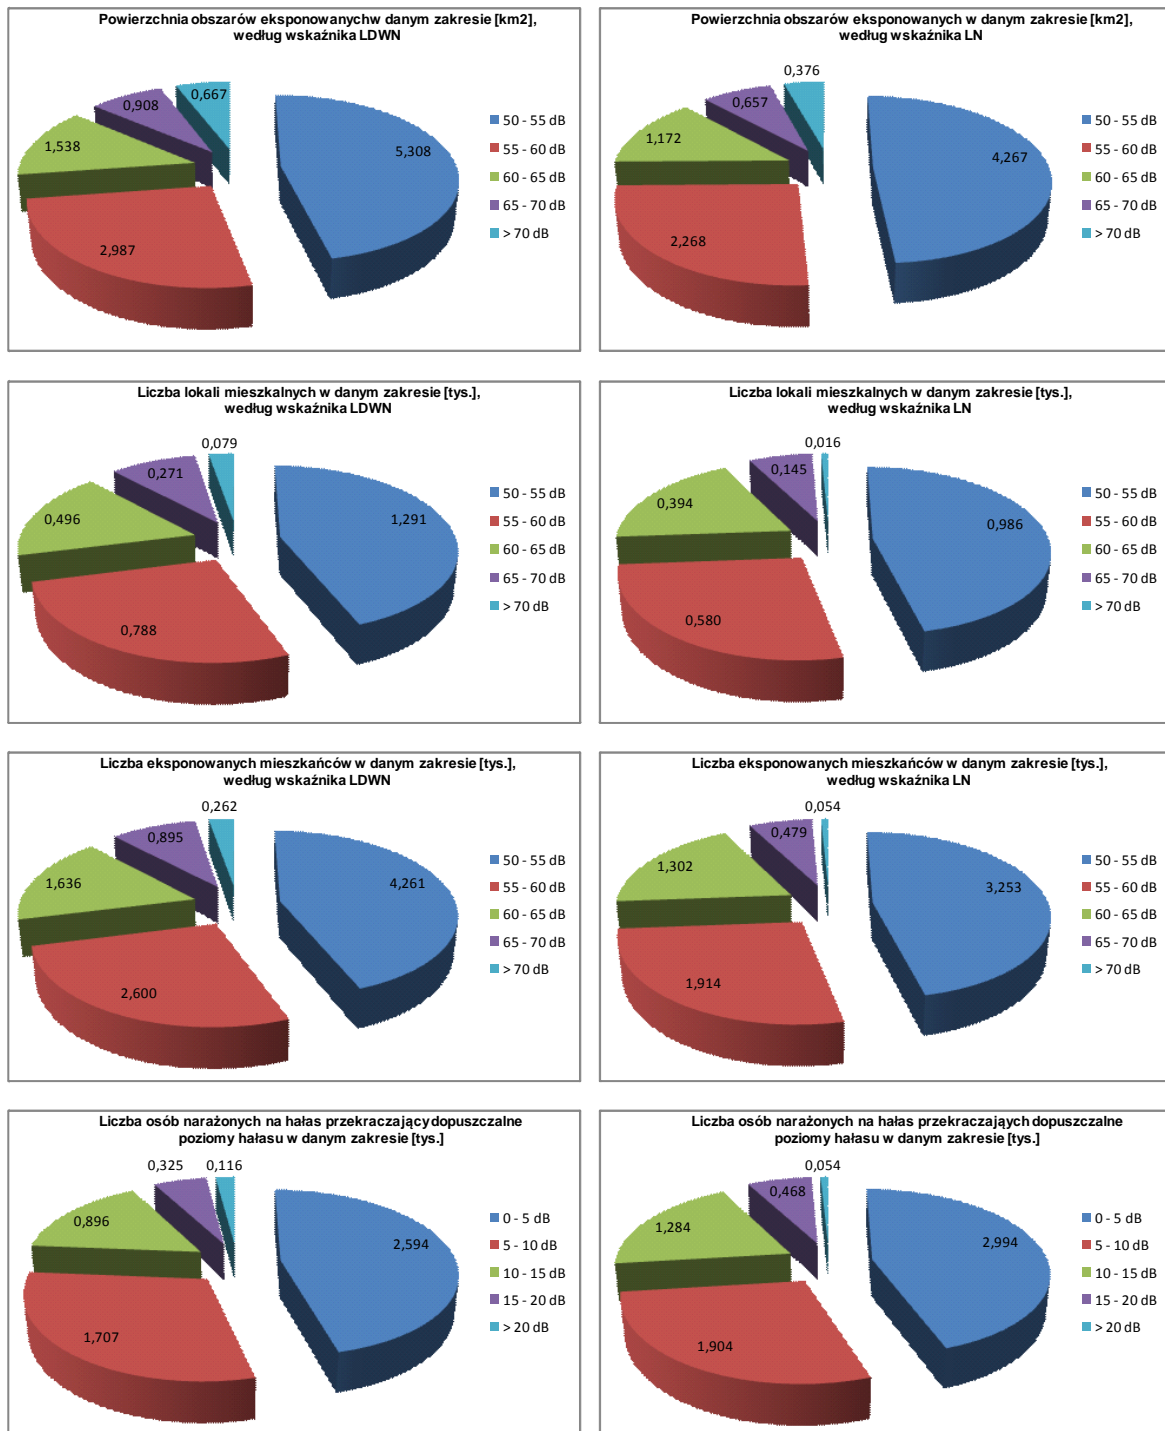 Powierzchnia obszarów eksponowanychw danym zakresie [km2],
według wskaźnika LDWN
0,667
0,908
1,538
5,308
2,987
50 - 55 dB
55 - 60 dB
60 - 65 dB
65 - 70 dB
> 70 dB
Powierzchnia obszarów eksponowanych w danym zakresie [km2],
według wskaźnika LN
0,376
0,657
1,172
4,267
2,268
50 - 55 dB
55 - 60 dB
60 - 65 dB
65 - 70 dB
> 70 dB
Liczba lokali mieszkalnych w danym zakresie [tys.],
według wskaźnika LDWN
0,079
0,271
0,496
1,291
0,788
50 - 55 dB
55 - 60 dB
60 - 65 dB
65 - 70 dB
> 70 dB
Liczba lokali mieszkalnych w danym zakresie [tys.],
według wskaźnika LN
0,016
0,145
0,394
0,986
0,580
50 - 55 dB
55 - 60 dB
60 - 65 dB
65 - 70 dB
> 70 dB
Liczba eksponowanych mieszkańców w danym zakresie [tys.],
według wskaźnika LDWN
0,262
0,895
1,636
4,261
2,600
50 - 55 dB
55 - 60 dB
60 - 65 dB
65 - 70 dB
> 70 dB
Liczba eksponowanych mieszkańców w danym zakresie [tys.],
według wskaźnika LN
0,054
0,479
1,302
3,253
1,914
50 - 55 dB
55 - 60 dB
60 - 65 dB
65 - 70 dB
> 70 dB
Liczba osób narażonych na hałas przekraczający dopuszczalne
poziomy hałasu w danym zakresie [tys.]
0,325
0,116
0,896
2,594
1,707
0 - 5 dB
5 - 10 dB
10 - 15 dB
15 - 20 dB
> 20 dB
Liczba osób narażonych na hałas przekraczająjch dopuszczalne
poziomy hałasu w danym zakresie [tys.]
0,054
0,468
1,284
2,994
1,904
0 - 5 dB
5 - 10 dB
10 - 15 dB
15 - 20 dB
> 20 dB